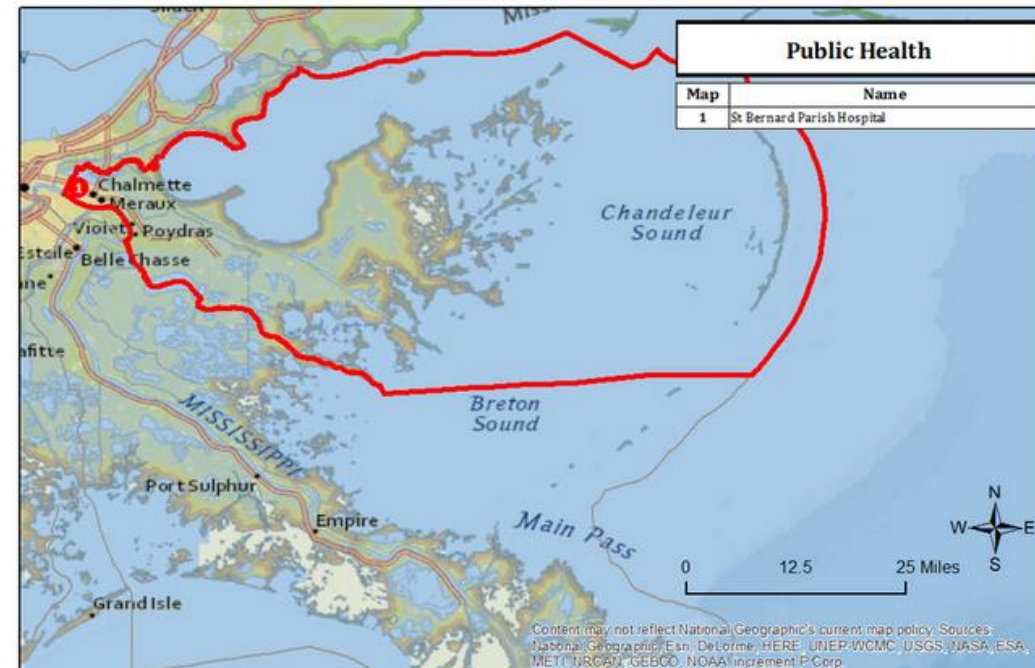 Public Health
Map Name
1 St Bernard Parish Hospital
1
Chalmette
Meraux
Violet
Poydras
Belle Chasse
Chandeleur
Sound
Breton
Sound
MISSISSIPPI
Port Sulphur
Empire
Main Pass
Grand Isle
N
W E
S
0 12.5 25 Miles
Content may not reflect National Geographic's current map policy. Sources:
National Geographic, Esri, DeLorme, HERE, UNEP-WCMC, USGS, NASA, ESA,
METI, NRCAN, GEBCO, NOAA, increment P Corp.